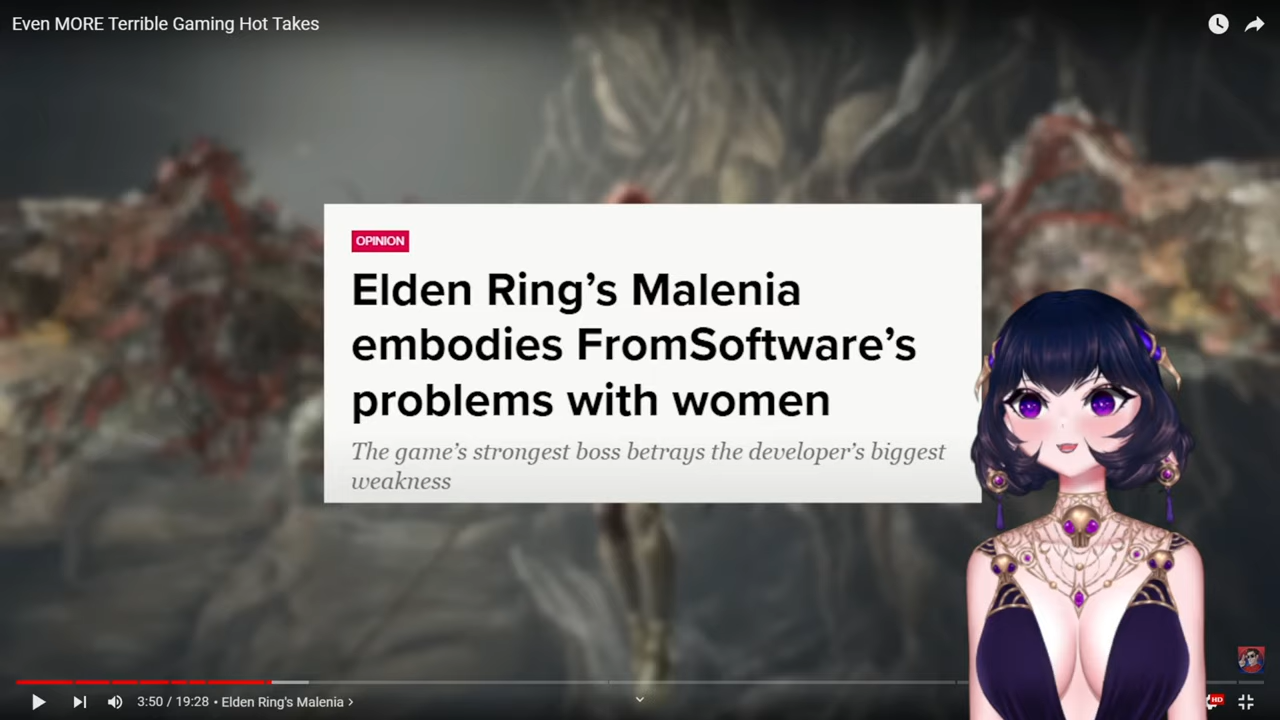 Even MORE Terrible Gaming Hot Takes
OPINION
Elden Ring’s Malenia
embodies FromSoftware’s
problems with women
The game’s strongest boss betrays the developer’s biggest
weakness
3:50 / 19:28 • Elden Ring's Malenia >
HD